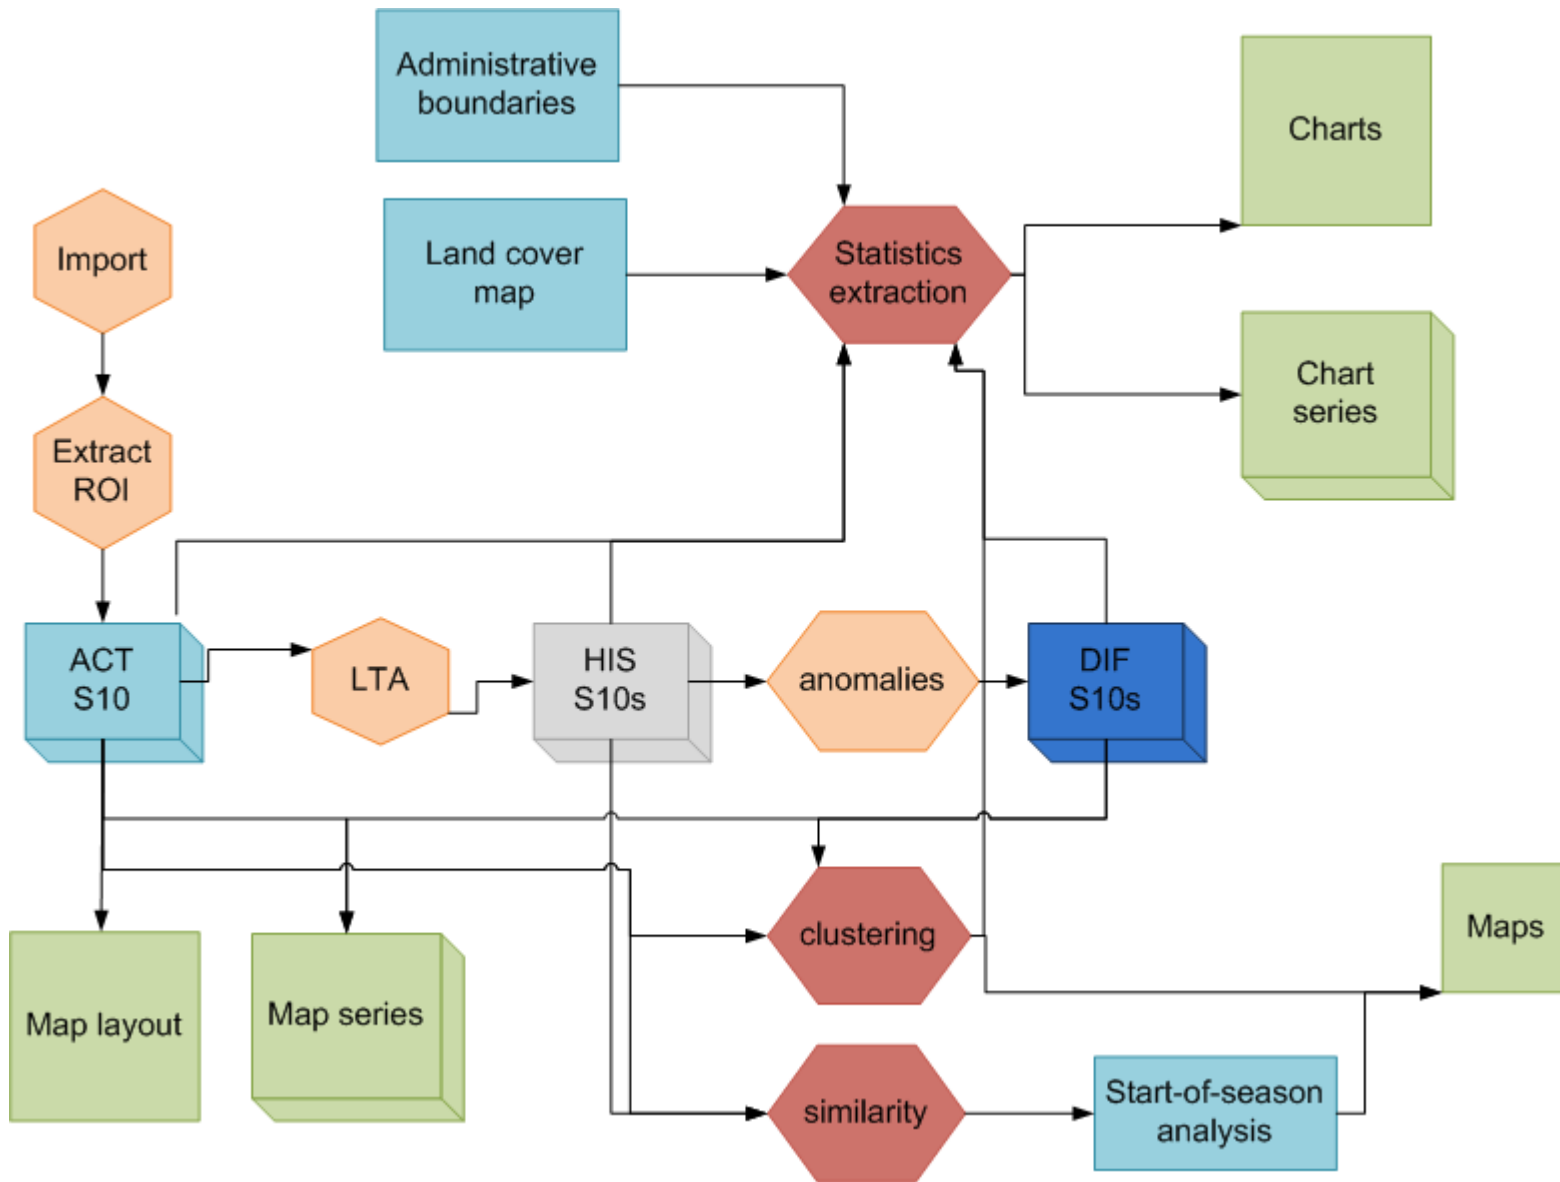 Administrative
boundaries
Charts
Import
Land cover
map
Statistics
extraction
Chart
series
Extract
ROI
ACT
S10
LTA
HIS
S10s
anomalies
DIF
S10s
clustering
Maps
Map layout
Map series
similarity
Start-of-season
analysis